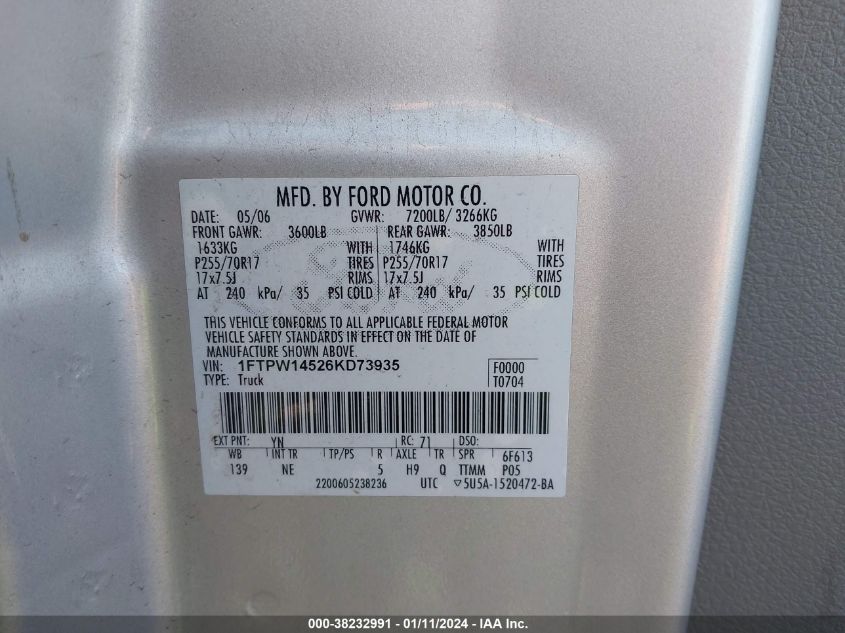 MFD. BY FORD MOTOR CO.
DATE: 05/06 GVWR: 7200LB/ 3266KG
FRONT GAWR: 3600LB REAR GAWR: 3850LB
1633KG WITH 1746KG WITH
P255/70R17 TIRES P255/70R17 TIRES
17x7.5J RIMS 17x7.5J RIMS
AT 240 kPa/ 35 PSI COLD AT 240 kPa/ 35 PSI COLD
THIS VEHICLE CONFORMS TO ALL APPLICABLE FEDERAL MOTOR
VEHICLE SAFETY STANDARDS IN EFFECT ON THE DATE OF
MANUFACTURE SHOWN ABOVE.
VIN: 1FTPW14526KD73935 F0000
TYPE: Truck T0704
EXT PNT: YN RC: 71 DSO:
WB INT TR TP/PS R AXLE TR SPR 6F613
139 NE 5 H9 Q TTMM P05
2200605238236 UTC ▽5U5A-1520472-BA
000-38232991 - 01/11/2024 - IAA Inc.